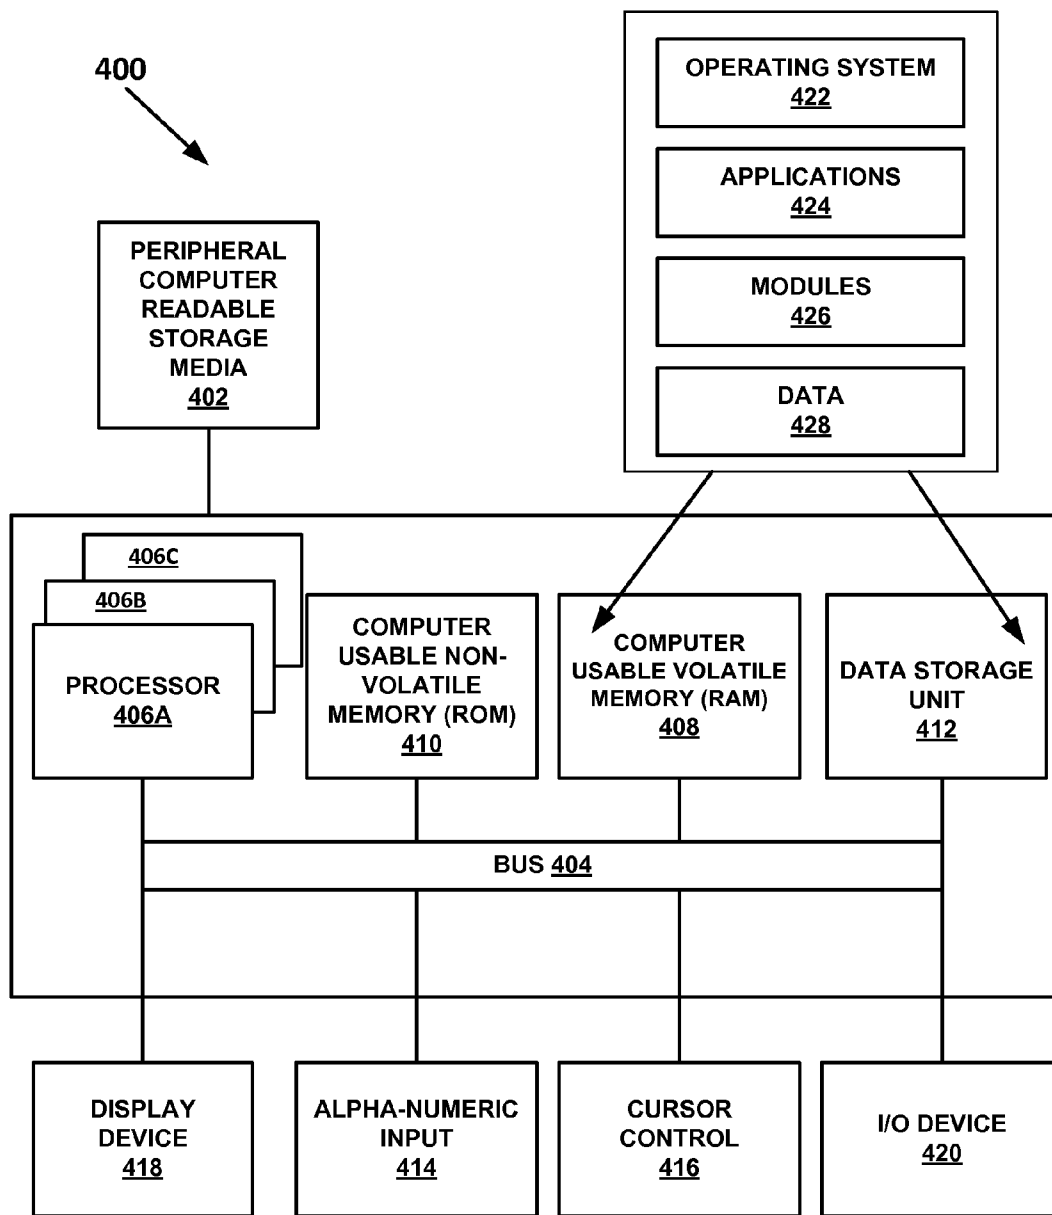 400
OPERATING SYSTEM
422
APPLICATIONS
424
MODULES
426
DATA
428
PERIPHERAL
COMPUTER
READABLE
STORAGE
MEDIA
402
406C
406B
PROCESSOR
406A
COMPUTER
USABLE NON-
VOLATILE
MEMORY (ROM)
410
COMPUTER
USABLE VOLATILE
MEMORY (RAM)
408
DATA STORAGE
UNIT
412
BUS 404
DISPLAY
DEVICE
418
ALPHA-NUMERIC
INPUT
414
CURSOR
CONTROL
416
I/O DEVICE
420